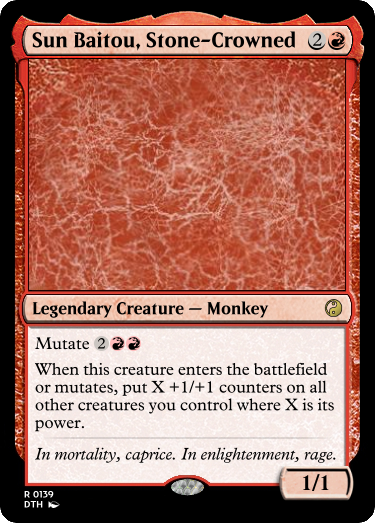 Sun Baitou, Stone-Crowned 2
Legendary Creature — Monkey
Mutate 2
When this creature enters the battlefield
or mutates, put X +1/+1 counters on all
other creatures you control where X is its
power.
In mortality, caprice. In enlightenment, rage.
1/1
R 0139
DTH